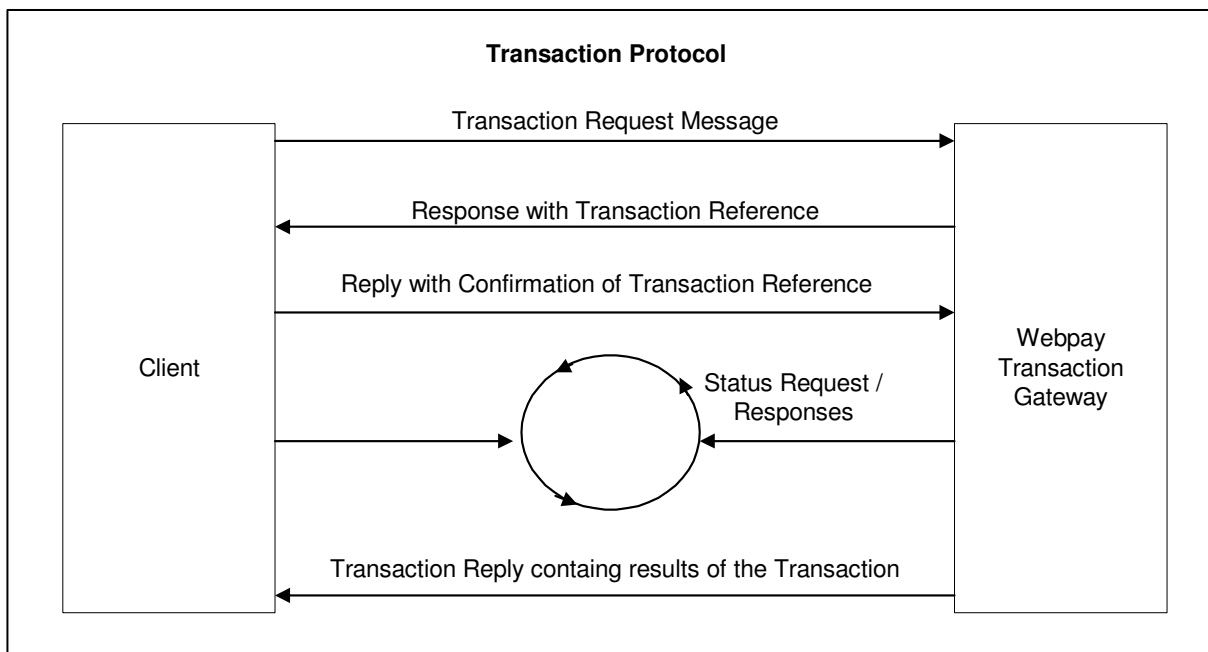 Transaction Protocol
Transaction Request Message
Response with Transaction Reference
Reply with Confirmation of Transaction Reference
Client
Webpay
Transaction
Gateway
Status Request /
Responses
Transaction Reply containg results of the Transaction